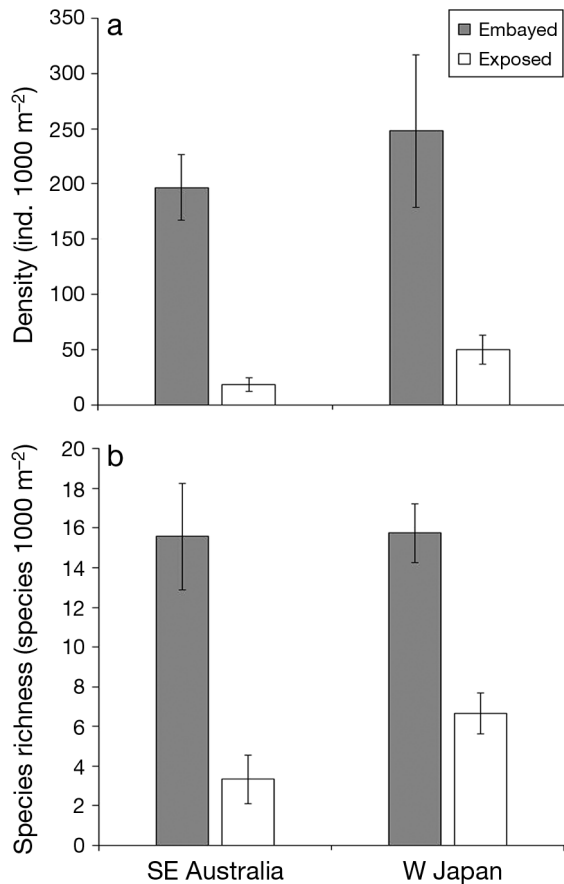 a
Embayed
Exposed
Density (ind. 1000 m⁻²)
350
300
250
200
150
100
50
0
b
Species richness (species 1000 m⁻²)
20
18
16
14
12
10
8
6
4
2
0
SE Australia
W Japan